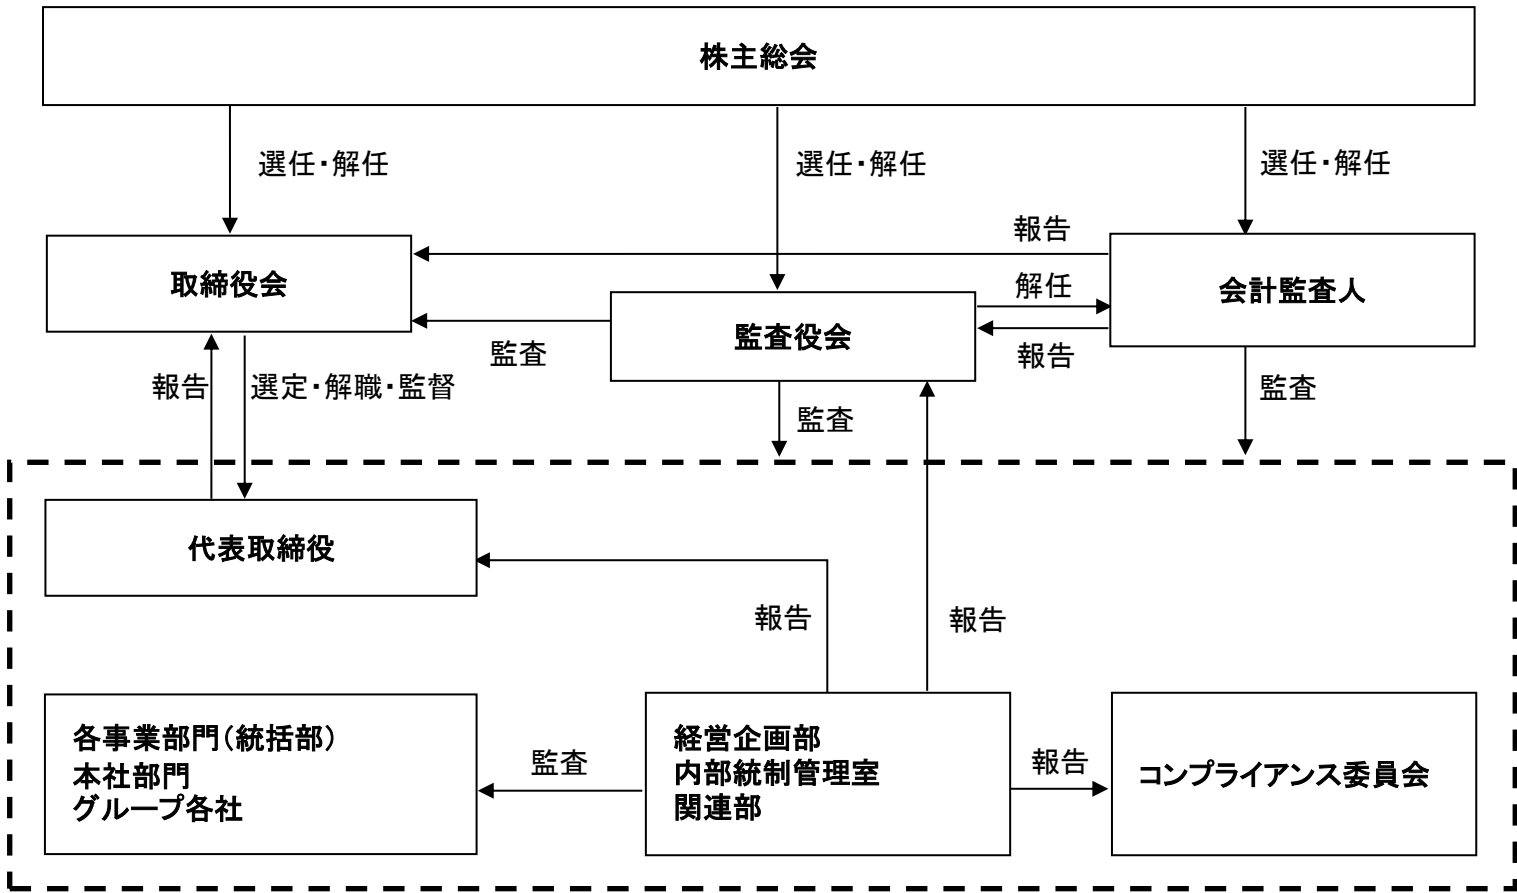 株主総会
選任・解任
選任・解任
選任・解任
報告
取締役会
解任
会計監査人
監査役会
監査
報告
報告
選定・解職・監督
監査
監査
代表取締役
報告
報告
各事業部門（統括部）
本社部門
グループ各社
監査
経営企画部
内部統制管理室
関連部
報告
コンプライアンス委員会